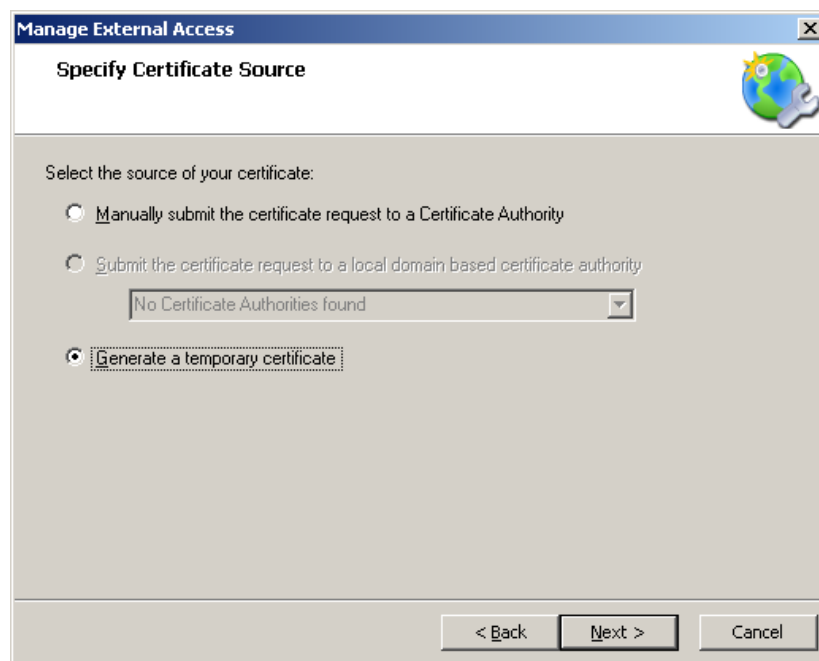 Manage External Access
Specify Certificate Source
Select the source of your certificate:
Manually submit the certificate request to a Certificate Authority
Submit the certificate request to a local domain based certificate authority
No Certificate Authorities found
Generate a temporary certificate
< Back Next > Cancel